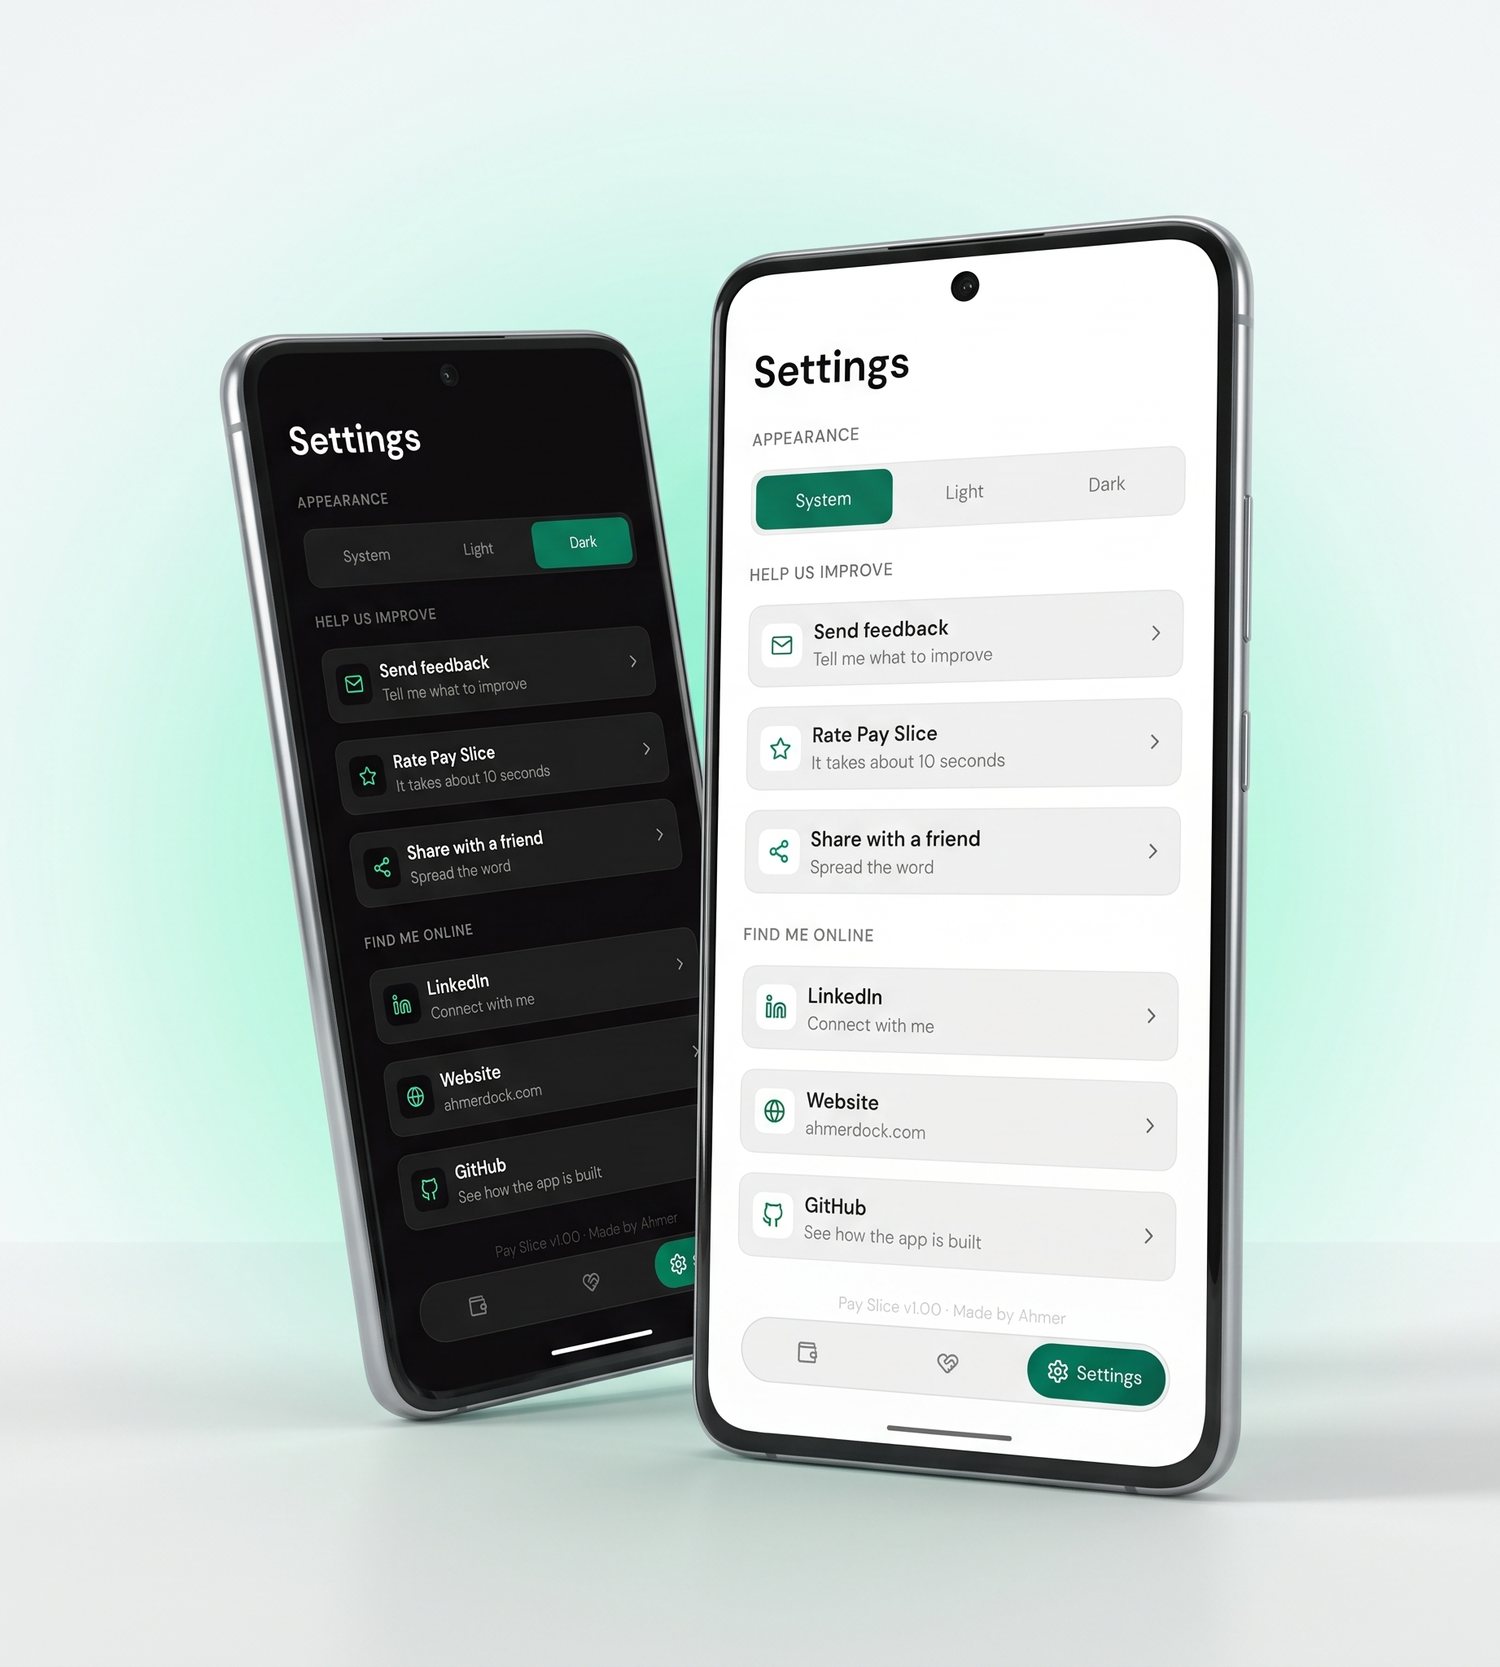 Settings
APPEARANCE
System Light Dark
HELP US IMPROVE
Send feedback
Tell me what to improve
Rate Pay Slice
It takes about 10 seconds
Share with a friend
Spread the word
FIND ME ONLINE
LinkedIn
Connect with me
Website
ahmerdock.com
GitHub
See how the app is built
Pay Slice v1.00 · Made by Ahmer
Settings
APPEARANCE
System Light Dark
HELP US IMPROVE
Send feedback
Tell me what to improve
Rate Pay Slice
It takes about 10 seconds
Share with a friend
Spread the word
FIND ME ONLINE
in LinkedIn
Connect with me
Website
ahmerdock.com
GitHub
See how the app is built
Pay Slice v1.00 · Made by Ahmer
Settings